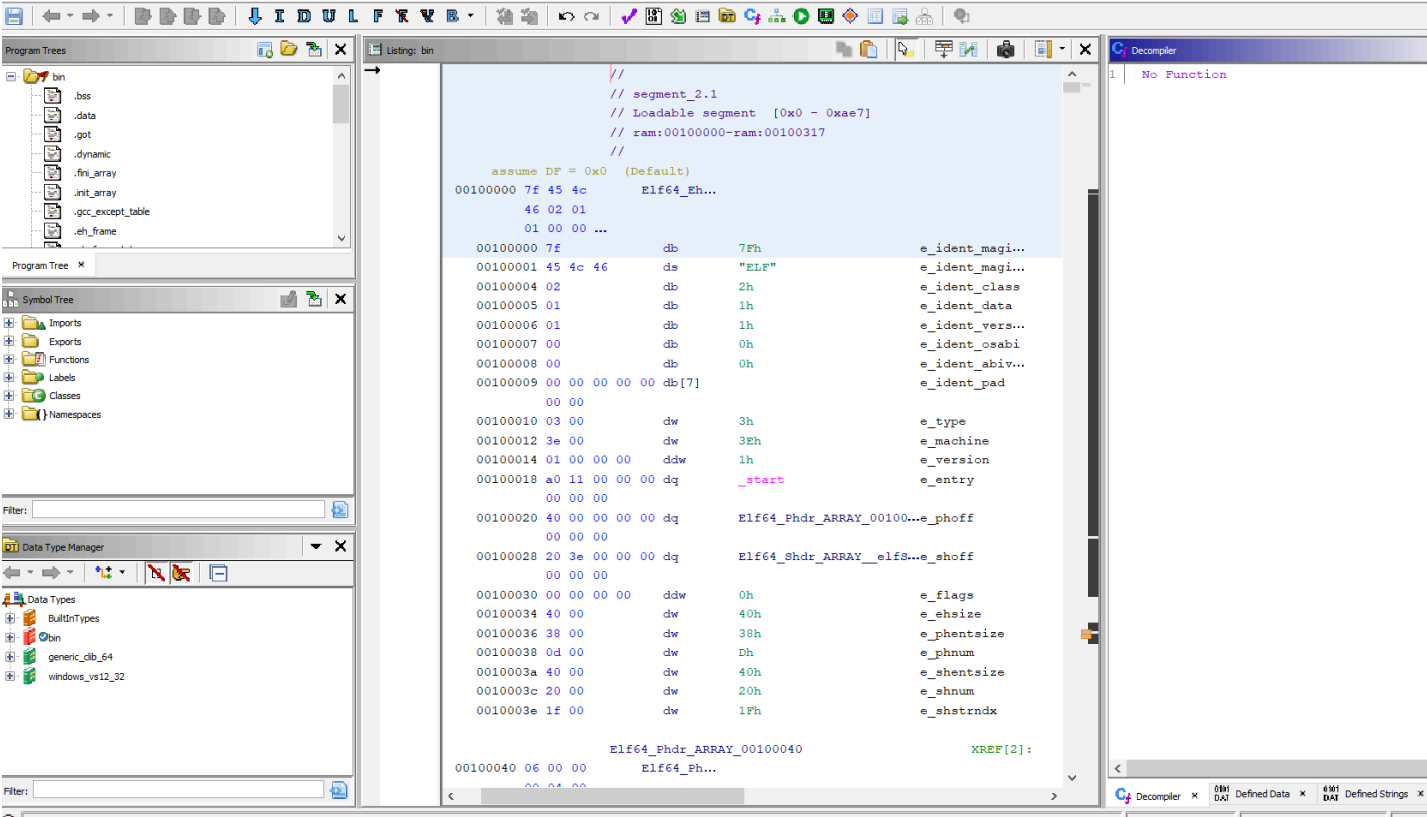 I D U L F Y V B
Program Trees
bin
.bss
.data
.got
.dynamic
.fini_array
.init_array
.gcc_except_table
.eh_frame
Program Tree
Symbol Tree
Imports
Exports
Functions
Labels
Classes
Namespaces
Filter:
Data Type Manager
Data Types
BuiltInTypes
bin
generic_clib_64
windows_vs12_32
Filter:
Listing: bin
//
// segment_2.1
// Loadable segment [0x0 - 0xae7]
// ram:00100000-ram:00100317
//
assume DF = 0x0 (Default)
00100000 7f 45 4c Elf64_Eh...
46 02 01
01 00 00 ...
00100000 7f db 7Fh e_ident_magi...
00100001 45 4c 46 ds "ELF" e_ident_magi...
00100004 02 db 2h e_ident_class
00100005 01 db 1h e_ident_data
00100006 01 db 1h e_ident_vers...
00100007 00 db 0h e_ident_osabi
00100008 00 db 0h e_ident_abiv...
00100009 00 00 00 00 00 db[7] e_ident_pad
00 00
00100010 03 00 dw 3h e_type
00100012 3e 00 dw 3Eh e_machine
00100014 01 00 00 00 ddw 1h e_version
00100018 a0 11 00 00 00 dq _start e_entry
00 00 00
00100020 40 00 00 00 00 dq Elf64_Phdr_ARRAY_00100...e_phoff
00 00 00
00100028 20 3e 00 00 00 dq Elf64_Shdr_ARRAY__elfS...e_shoff
00 00 00
00100030 00 00 00 00 ddw 0h e_flags
00100034 40 00 dw 40h e_ehsize
00100036 38 00 dw 38h e_phentsize
00100038 0d 00 dw Dh e_phnum
0010003a 40 00 dw 40h e_shentsize
0010003c 20 00 dw 20h e_shnum
0010003e 1f 00 dw 1Fh e_shstrndx
Elf64_Phdr_ARRAY_00100040 XREF[2]:
00100040 06 00 00 Elf64_Ph...
00 04 00
Decompiler
1 No Function
Decompiler
Defined Data
Defined Strings